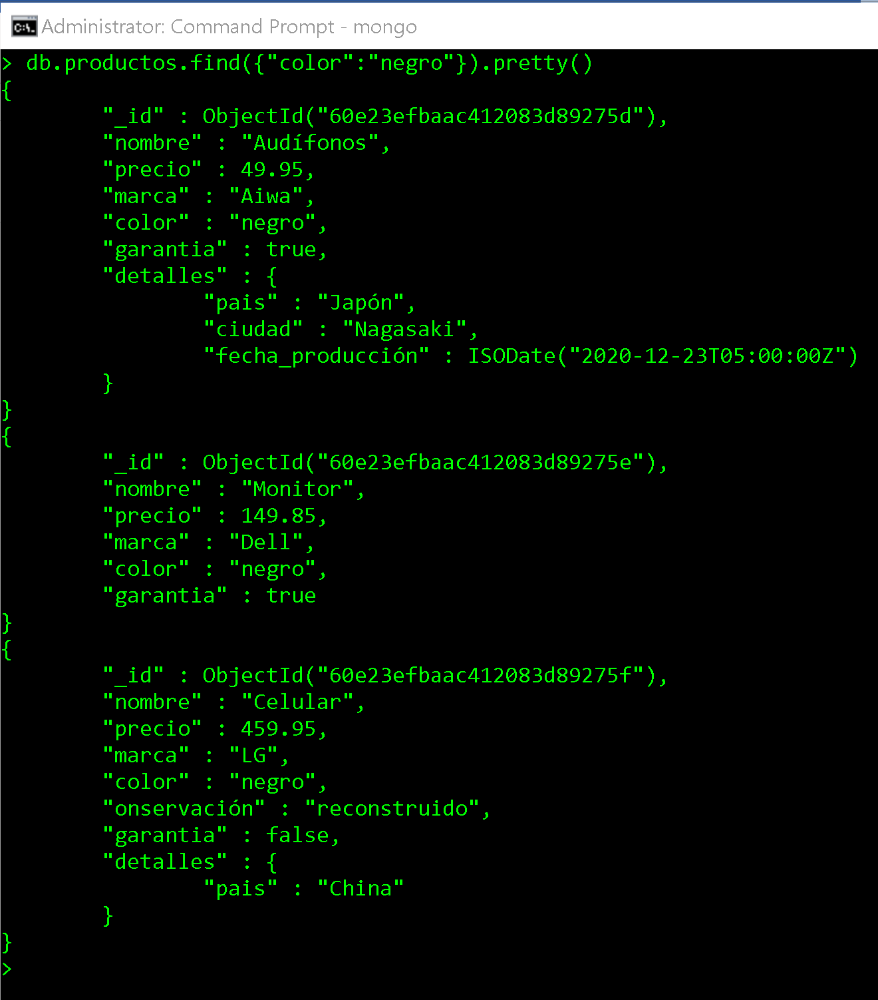 Administrator: Command Prompt - mongo
> db.productos.find({"color":"negro"}).pretty()
{
"_id" : ObjectId("60e23efbaac412083d89275d"),
"nombre" : "Audífonos",
"precio" : 49.95,
"marca" : "Aiwa",
"color" : "negro",
"garantia" : true,
"detalles" : {
"pais" : "Japón",
"ciudad" : "Nagasaki",
"fecha_producción" : ISODate("2020-12-23T05:00:00Z")
}
}
{
"_id" : ObjectId("60e23efbaac412083d89275e"),
"nombre" : "Monitor",
"precio" : 149.85,
"marca" : "Dell",
"color" : "negro",
"garantia" : true
}
{
"_id" : ObjectId("60e23efbaac412083d89275f"),
"nombre" : "Celular",
"precio" : 459.95,
"marca" : "LG",
"color" : "negro",
"onservación" : "reconstruido",
"garantia" : false,
"detalles" : {
"pais" : "China"
}
}
>